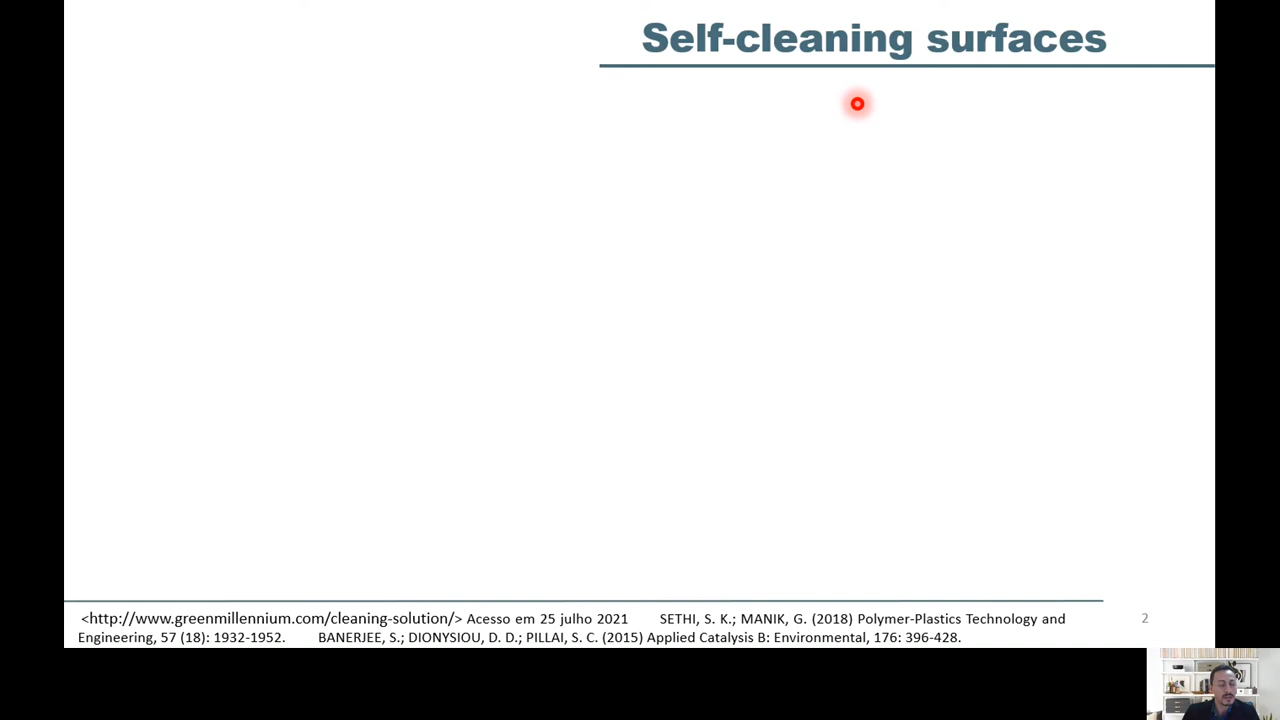 Self-cleaning surfaces
<http://www.greenmillennium.com/cleaning-solution/> Acesso em 25 julho 2021 SETHI, S. K.; MANIK, G. (2018) Polymer-Plastics Technology and
Engineering, 57 (18): 1932-1952. BANERJEE, S.; DIONYSIOU, D. D.; PILLAI, S. C. (2015) Applied Catalysis B: Environmental, 176: 396-428.
2